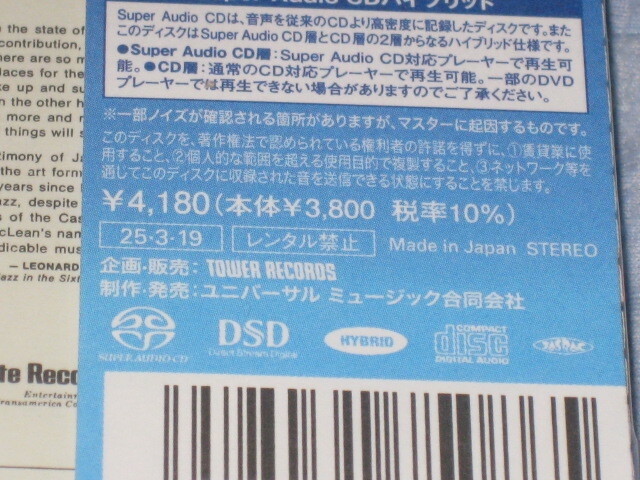 Super Audio CDハイブリッド
Super Audio CDは、音声を従来のCDより高密度に記録したディスクです。また
このディスクはSuper Audio CD層とCD層の2層からなるハイブリッド仕様です。
●Super Audio CD層：Super Audio CD対応プレーヤーで再生可
能。●CD層：通常のCD対応プレーヤーで再生可能。一部のDVD
プレーヤーでは再生できない場合がありますのでご了承ください。
※一部ノイズが確認される箇所がありますが、マスターに起因するものです。
このディスクを、著作権法で認められている権利者の許諾を得ずに、①賃貸業に使
用すること、②個人的な範囲を超える使用目的で複製すること、③ネットワーク等を
通してこのディスクに収録された音を送信できる状態にすることを禁じます。
¥4,180(本体¥3,800 税率10%)
25・3・19 レンタル禁止 Made in Japan STEREO
企画・販売：TOWER RECORDS
制作・発売：ユニバーサル ミュージック合同会社
SUPER AUDIO CD
DSD
Direct Stream Digital
HYBRID
COMPACT
disc
DIGITAL AUDIO
the state of
contribution,
here are so m
laces for the
ke up and su
n the other h
more and r
things will s
rimony of Ja
the art form
years since
azz, despite
s of the Cas
cLean's nam
dicable mus
— LEONARD
Jazz in the Sixt
te Reco
Entertain
ransamerica Co